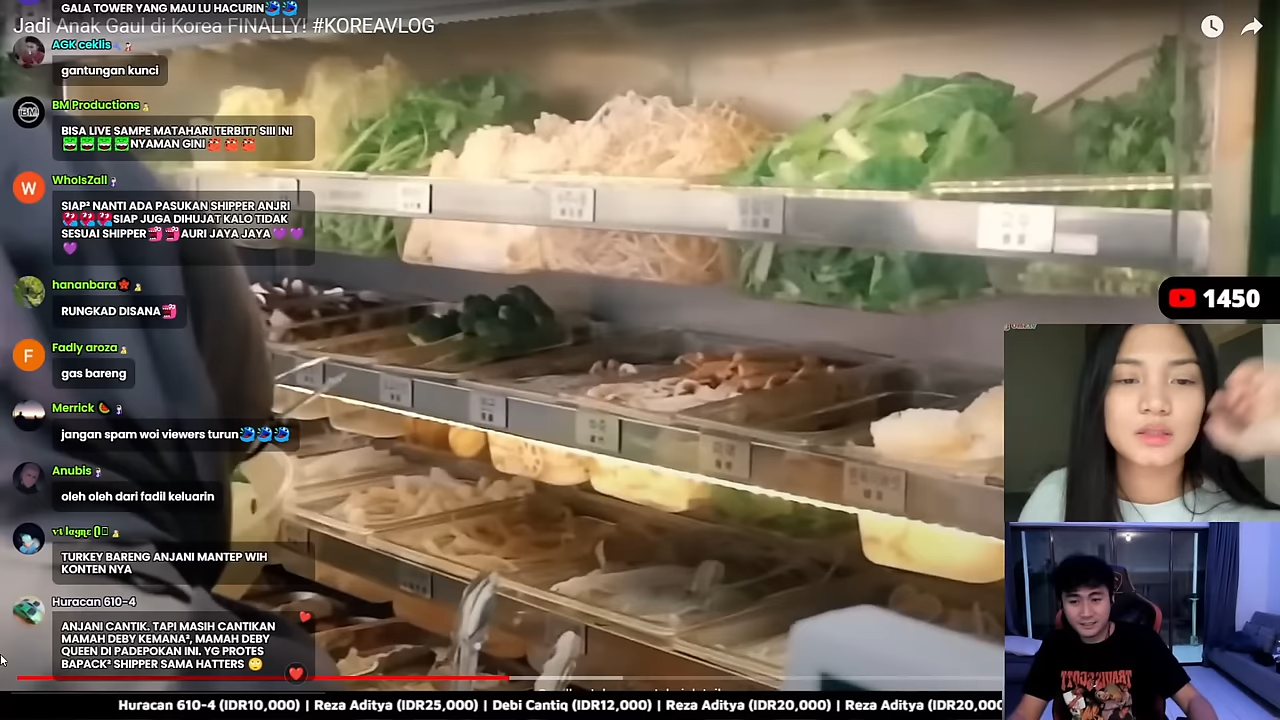 GALA TOWER YANG MAU LU HACURIN
Jadi Anak Gaul di Korea FINALLY! #KOREAVLOG
AGK ceklis
gantungan kunci
BM Productions
BM
BISA LIVE SAMPE MATAHARI TERBITT SIII INI
NYAMAN GINI
WhoIsZall
W
SIAP² NANTI ADA PASUKAN SHIPPER ANJRI
SIAP JUGA DIHUJAT KALO TIDAK
SESUAI SHIPPER AURI JAYA JAYA
hananbara
RUNGKAD DISANA
1450
Fadly aroza
F
gas bareng
Merrick
jangan spam woi viewers turun
Anubis
oleh oleh dari fadil keluarin
TURKEY BARENG ANJANI MANTEP WIH
KONTEN NYA
Huracan 610-4
ANJANI CANTIK. TAPI MASIH CANTIKAN
MAMAH DEBY KEMANA², MAMAH DEBY
QUEEN DI PADEPOKAN INI. YG PROTES
BAPACK² SHIPPER SAMA HATTERS
Huracan 610-4 (IDR10,000) | Reza Aditya (IDR25,000) | Debi Cantiq (IDR12,000) | Reza Aditya (IDR20,000) | Reza Aditya (IDR20,000